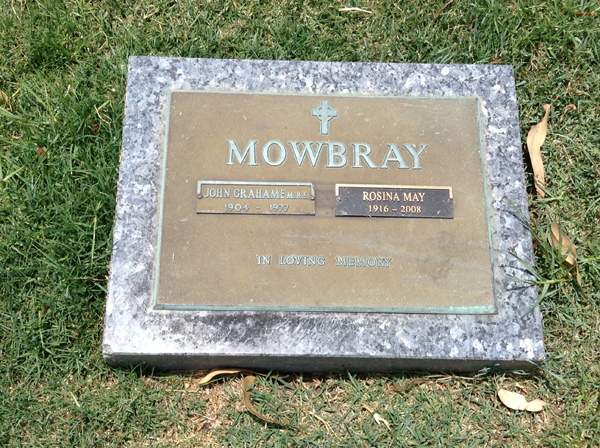 MOWBRAY
JOHN GRAHAME M.B.E.
1904 - 1977
ROSINA MAY
1916 - 2008
IN LOVING MEMORY